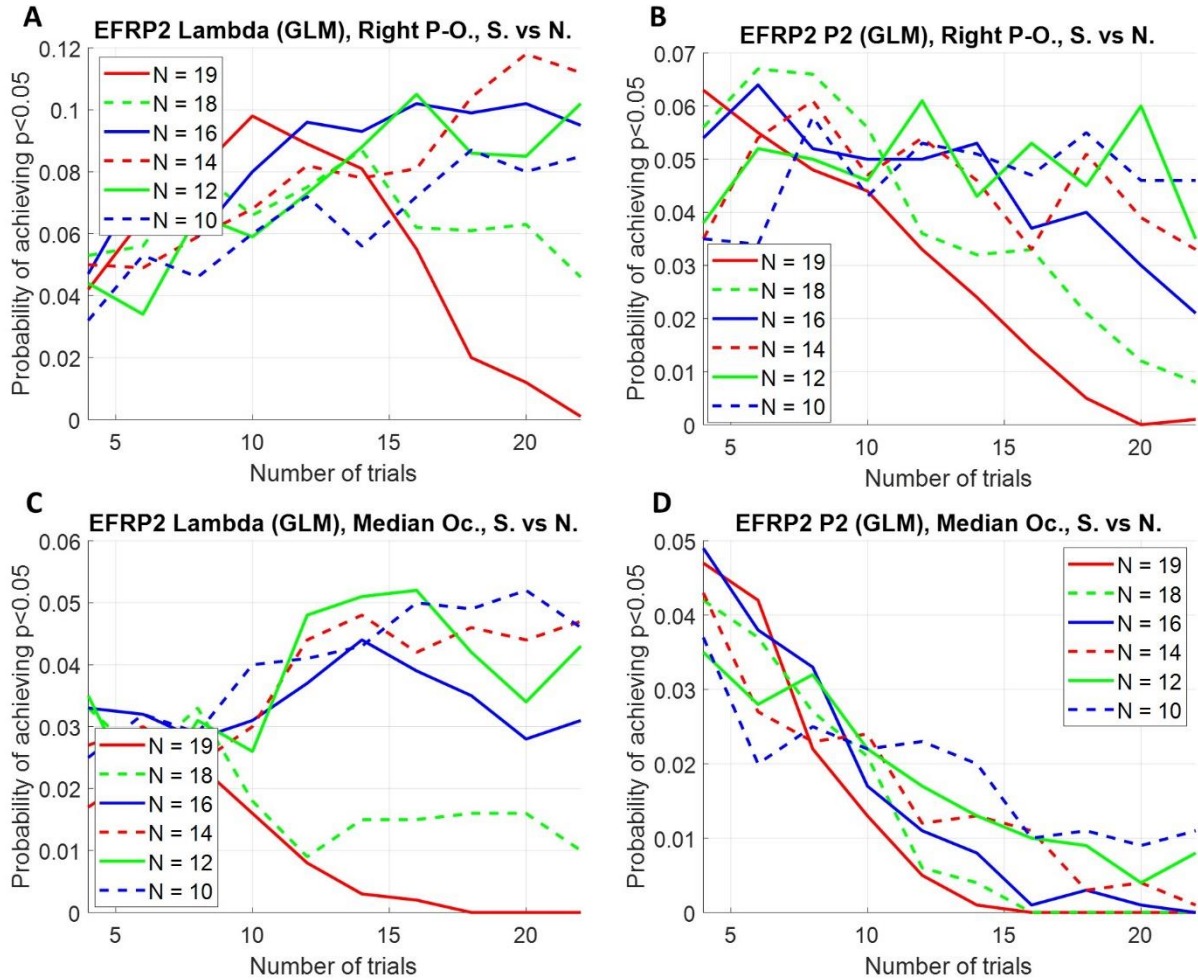 A
EFRP2 Lambda (GLM), Right P-O., S. vs N.
Probability of achieving p<0.05
0.12
0.1
0.08
0.06
0.04
0.02
0
N = 19
N = 18
N = 16
N = 14
N = 12
N = 10
5 10 15 20
Number of trials
B
EFRP2 P2 (GLM), Right P-O., S. vs N.
Probability of achieving p<0.05
0.07
0.06
0.05
0.04
0.03
0.02
0.01
0
N = 19
N = 18
N = 16
N = 14
N = 12
N = 10
5 10 15 20
Number of trials
C
EFRP2 Lambda (GLM), Median Oc., S. vs N.
Probability of achieving p<0.05
0.06
0.05
0.04
0.03
0.02
0.01
0
N = 19
N = 18
N = 16
N = 14
N = 12
N = 10
5 10 15 20
Number of trials
D
EFRP2 P2 (GLM), Median Oc., S. vs N.
Probability of achieving p<0.05
0.05
0.04
0.03
0.02
0.01
0
N = 19
N = 18
N = 16
N = 14
N = 12
N = 10
5 10 15 20
Number of trials